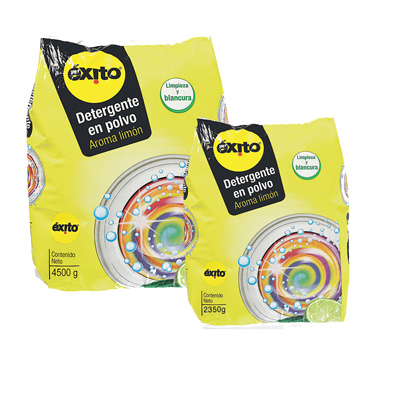 éxito
Limpieza
y
blancura
Detergente
en polvo
Aroma limón
éxito
Contenido
Neto
4500 g
éxito
Limpieza
y
blancura
Detergente
en polvo
Aroma limón
éxito
Contenido
Neto
2350g